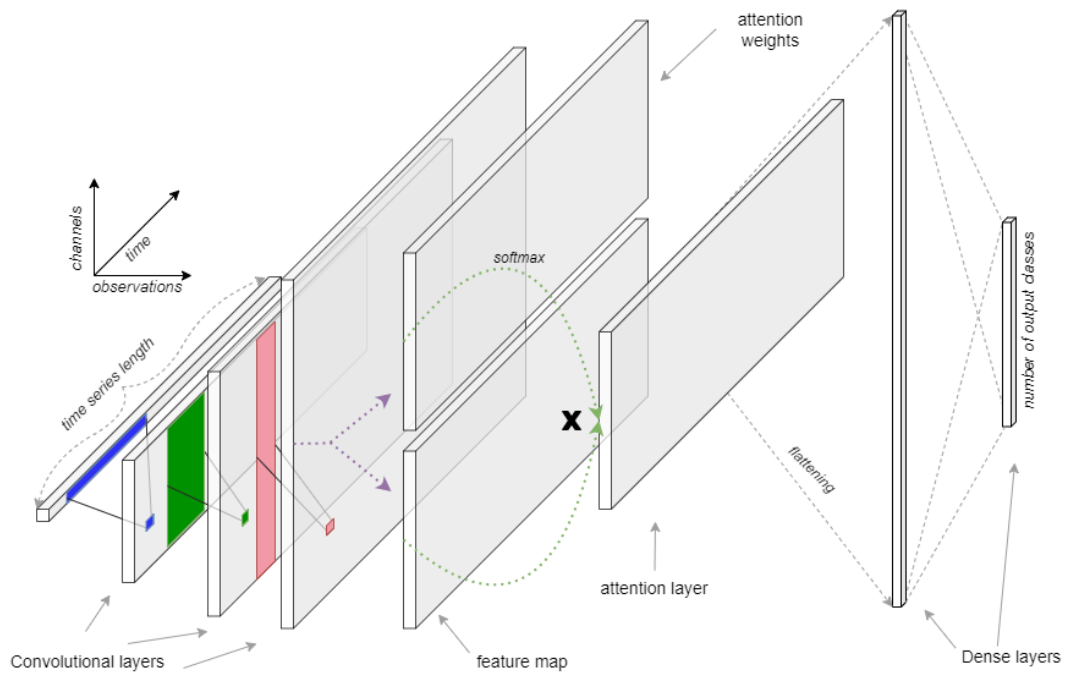 attention
weights
channels
time
observations
softmax
time series length
number of output classes
X
flattening
attention layer
Convolutional layers
feature map
Dense layers